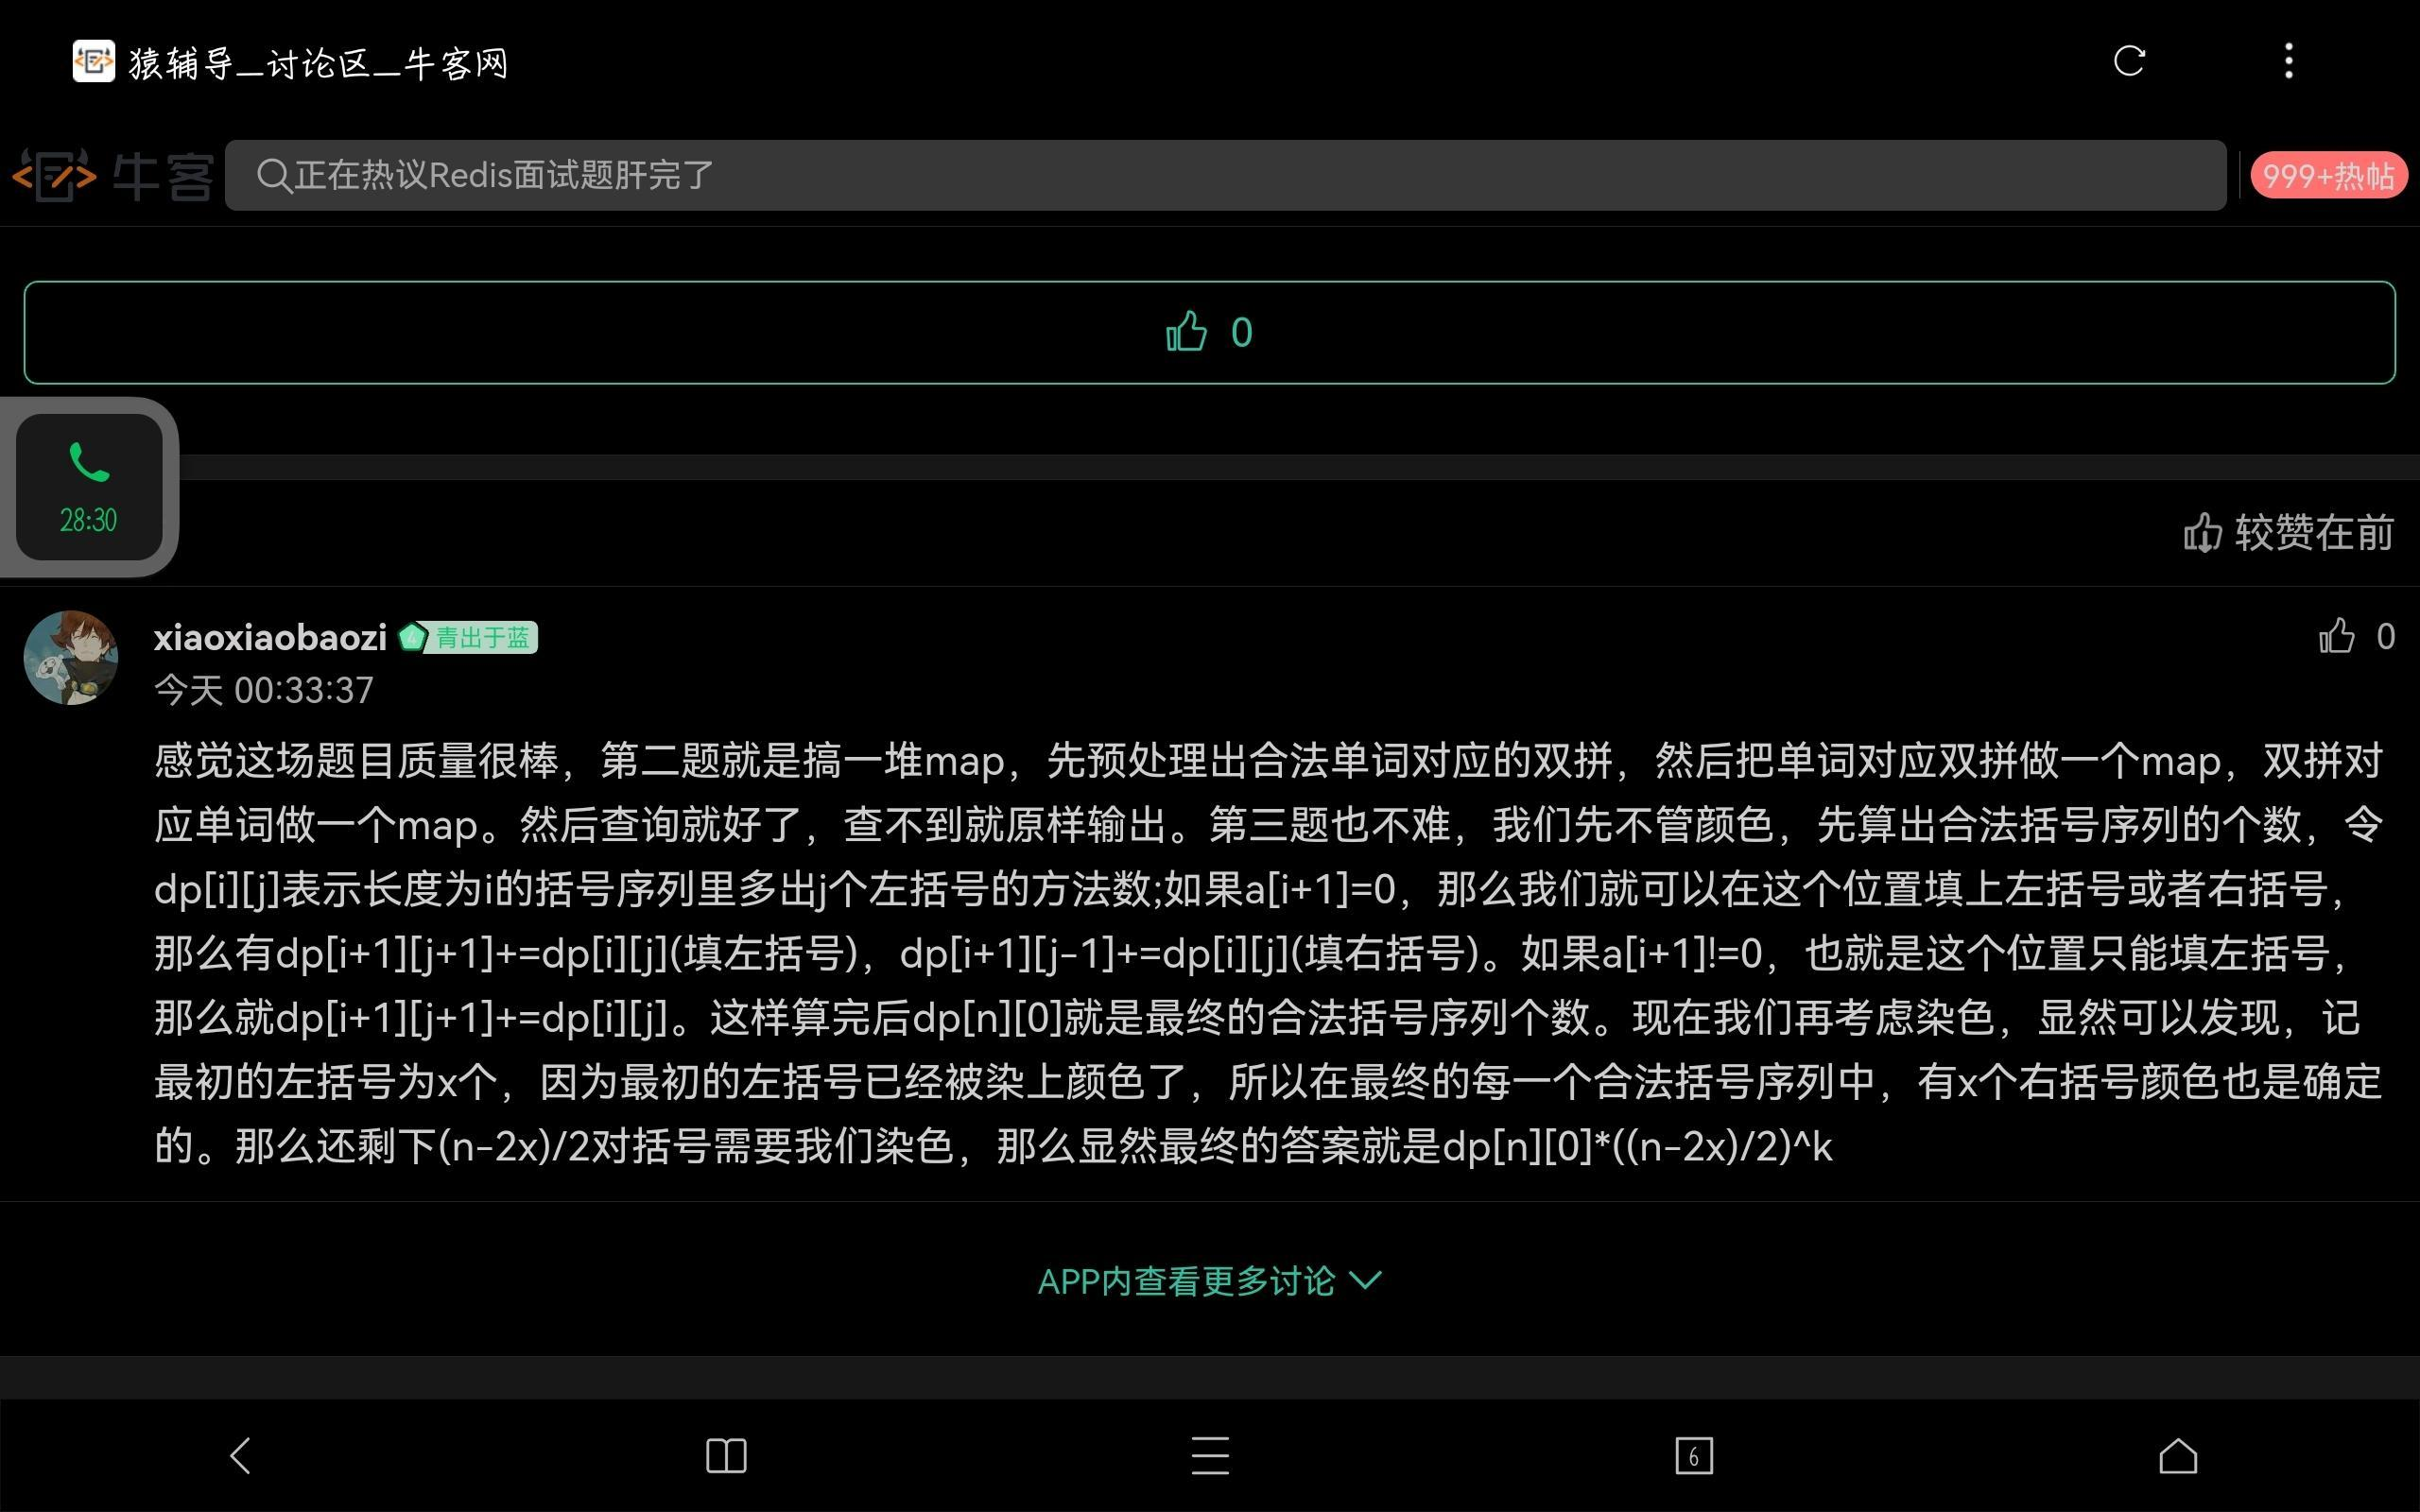 猿辅导_讨论区_牛客网
牛客
正在热议Redis面试题肝完了
999+热帖
0
28:30
较赞在前
xiaoxiaobaozi 4 青出于蓝
0
今天 00:33:37
感觉这场题目质量很棒，第二题就是搞一堆map，先预处理出合法单词对应的双拼，然后把单词对应双拼做一个map，双拼对
应单词做一个map。然后查询就好了，查不到就原样输出。第三题也不难，我们先不管颜色，先算出合法括号序列的个数，令
dp[i][j]表示长度为i的括号序列里多出j个左括号的方法数;如果a[i+1]=0，那么我们就可以在这个位置填上左括号或者右括号，
那么有dp[i+1][j+1]+=dp[i][j](填左括号)，dp[i+1][j-1]+=dp[i][j](填右括号)。如果a[i+1]!=0，也就是这个位置只能填左括号，
那么就dp[i+1][j+1]+=dp[i][j]。这样算完后dp[n][0]就是最终的合法括号序列个数。现在我们再考虑染色，显然可以发现，记
最初的左括号为x个，因为最初的左括号已经被染上颜色了，所以在最终的每一个合法括号序列中，有x个右括号颜色也是确定
的。那么还剩下(n-2x)/2对括号需要我们染色，那么显然最终的答案就是dp[n][0]*((n-2x)/2)^k
APP内查看更多讨论
6